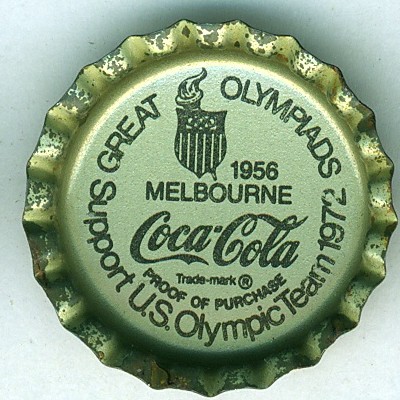 GREAT OLYMPIADS
1956
MELBOURNE
Coca-Cola
Trade-mark ®
PROOF OF PURCHASE
Support U.S. Olympic Team 1972